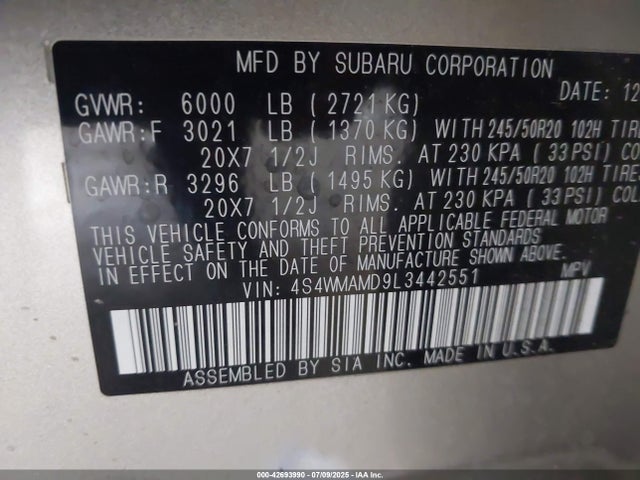 MFD BY SUBARU CORPORATION
DATE: 12
GVWR: 6000 LB ( 2721 KG)
GAWR:F 3021 LB ( 1370 KG) WITH 245/50R20 102H TIRE
20X7 1/2J RIMS. AT 230 KPA ( 33 PSI) CO
GAWR:R 3296 LB ( 1495 KG) WITH 245/50R20 102H TIRE
20X7 1/2J RIMS. AT 230 KPA ( 33 PSI) COL
THIS VEHICLE CONFORMS TO ALL APPLICABLE FEDERAL MOTOR
VEHICLE SAFETY AND THEFT PREVENTION STANDARDS
IN EFFECT ON THE DATE OF MANUFACTURE SHOWN ABOVE.
VIN: 4S4WMAMD9L3442551 MPV
ASSEMBLED BY SIA INC. MADE IN U.S.A.
000-42693990 - 07/09/2025 - IAA Inc.